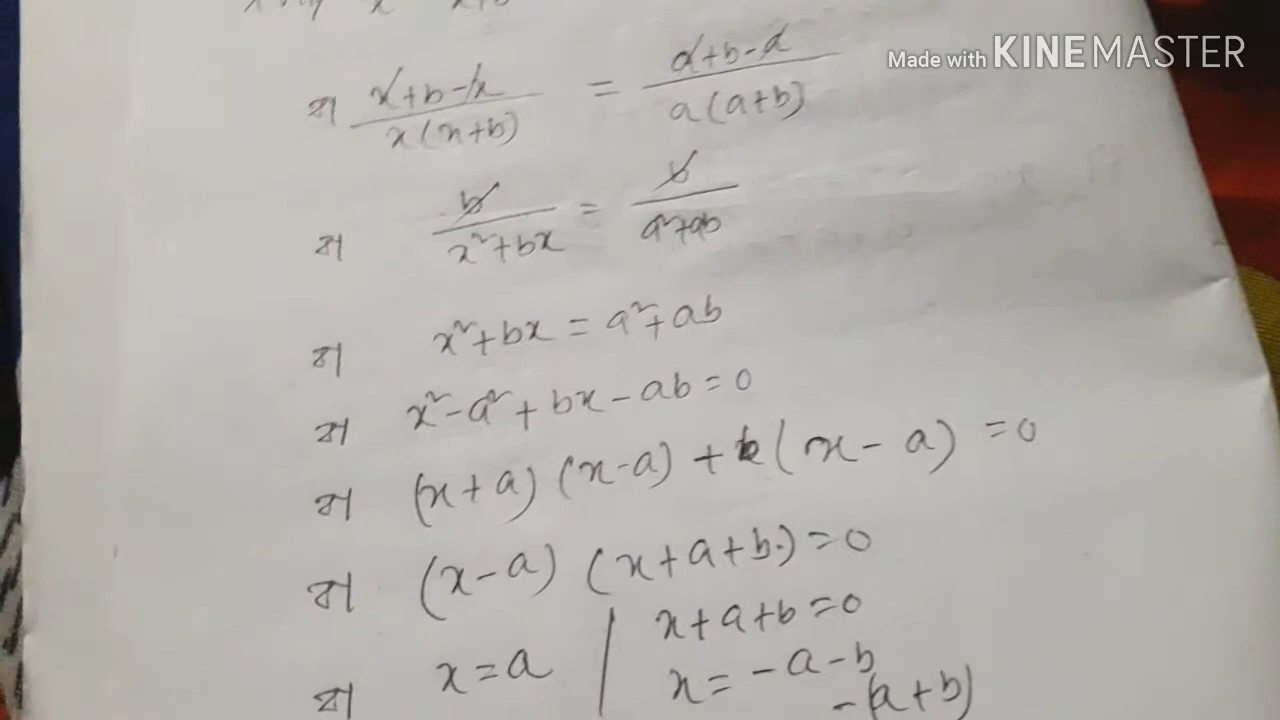 Made with KINEMASTER
বা x+b-x/x(x+b) = a+b-a/a(a+b)
বা b/x²+bx = b/a²+ab
বা x²+bx = a²+ab
বা x²-a²+bx-ab=0
বা (x+a)(x-a)+b(x-a)=0
বা (x-a)(x+a+b)=0
বা x=a | x+a+b=0
x=-a-b
-(a+b)